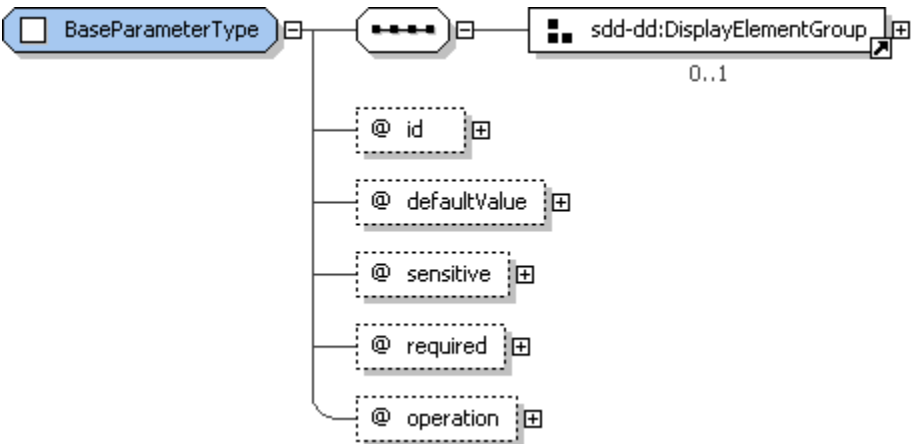 BaseParameterType
sdd-dd:DisplayElementGroup
0..1
@ id
@ defaultValue
@ sensitive
@ required
@ operation